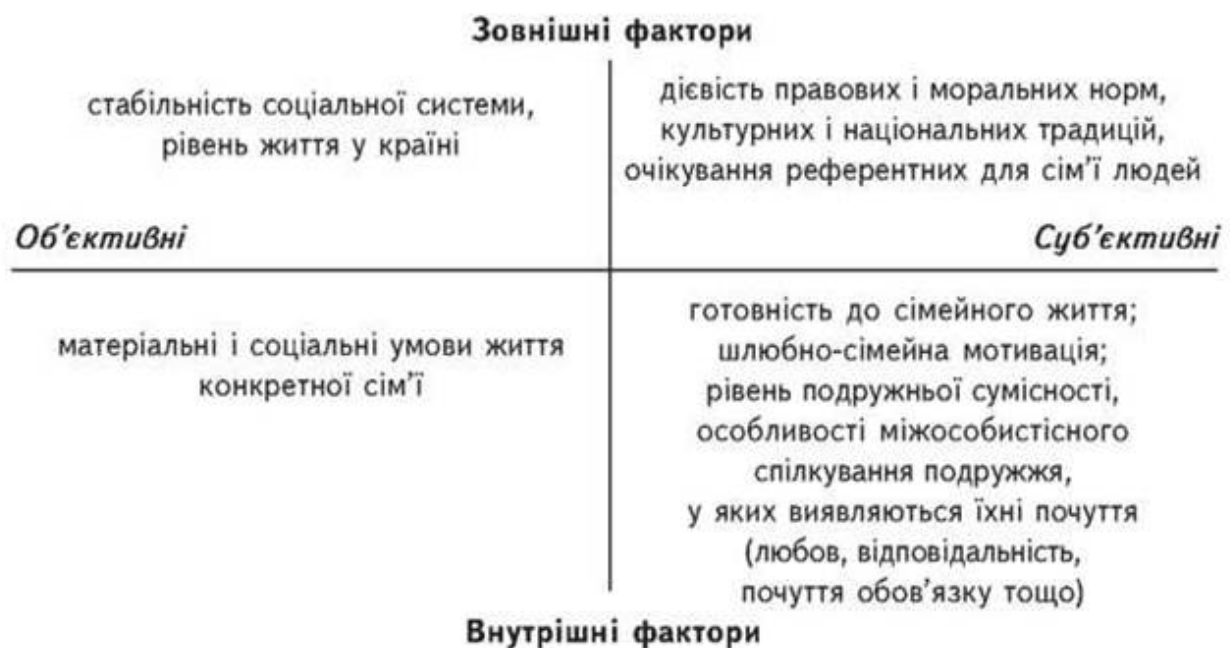 Зовнішні фактори
стабільність соціальної системи,
рівень життя у країні
дієвість правових і моральних норм,
культурних і національних традицій,
очікування референтних для сім'ї людей
Об'єктивні
Суб'єктивні
матеріальні і соціальні умови життя
конкретної сім'ї
готовність до сімейного життя;
шлюбно-сімейна мотивація;
рівень подружньої сумісності,
особливості міжособистісного
спілкування подружжя,
у яких виявляються їхні почуття
(любов, відповідальність,
почуття обов'язку тощо)
Внутрішні фактори